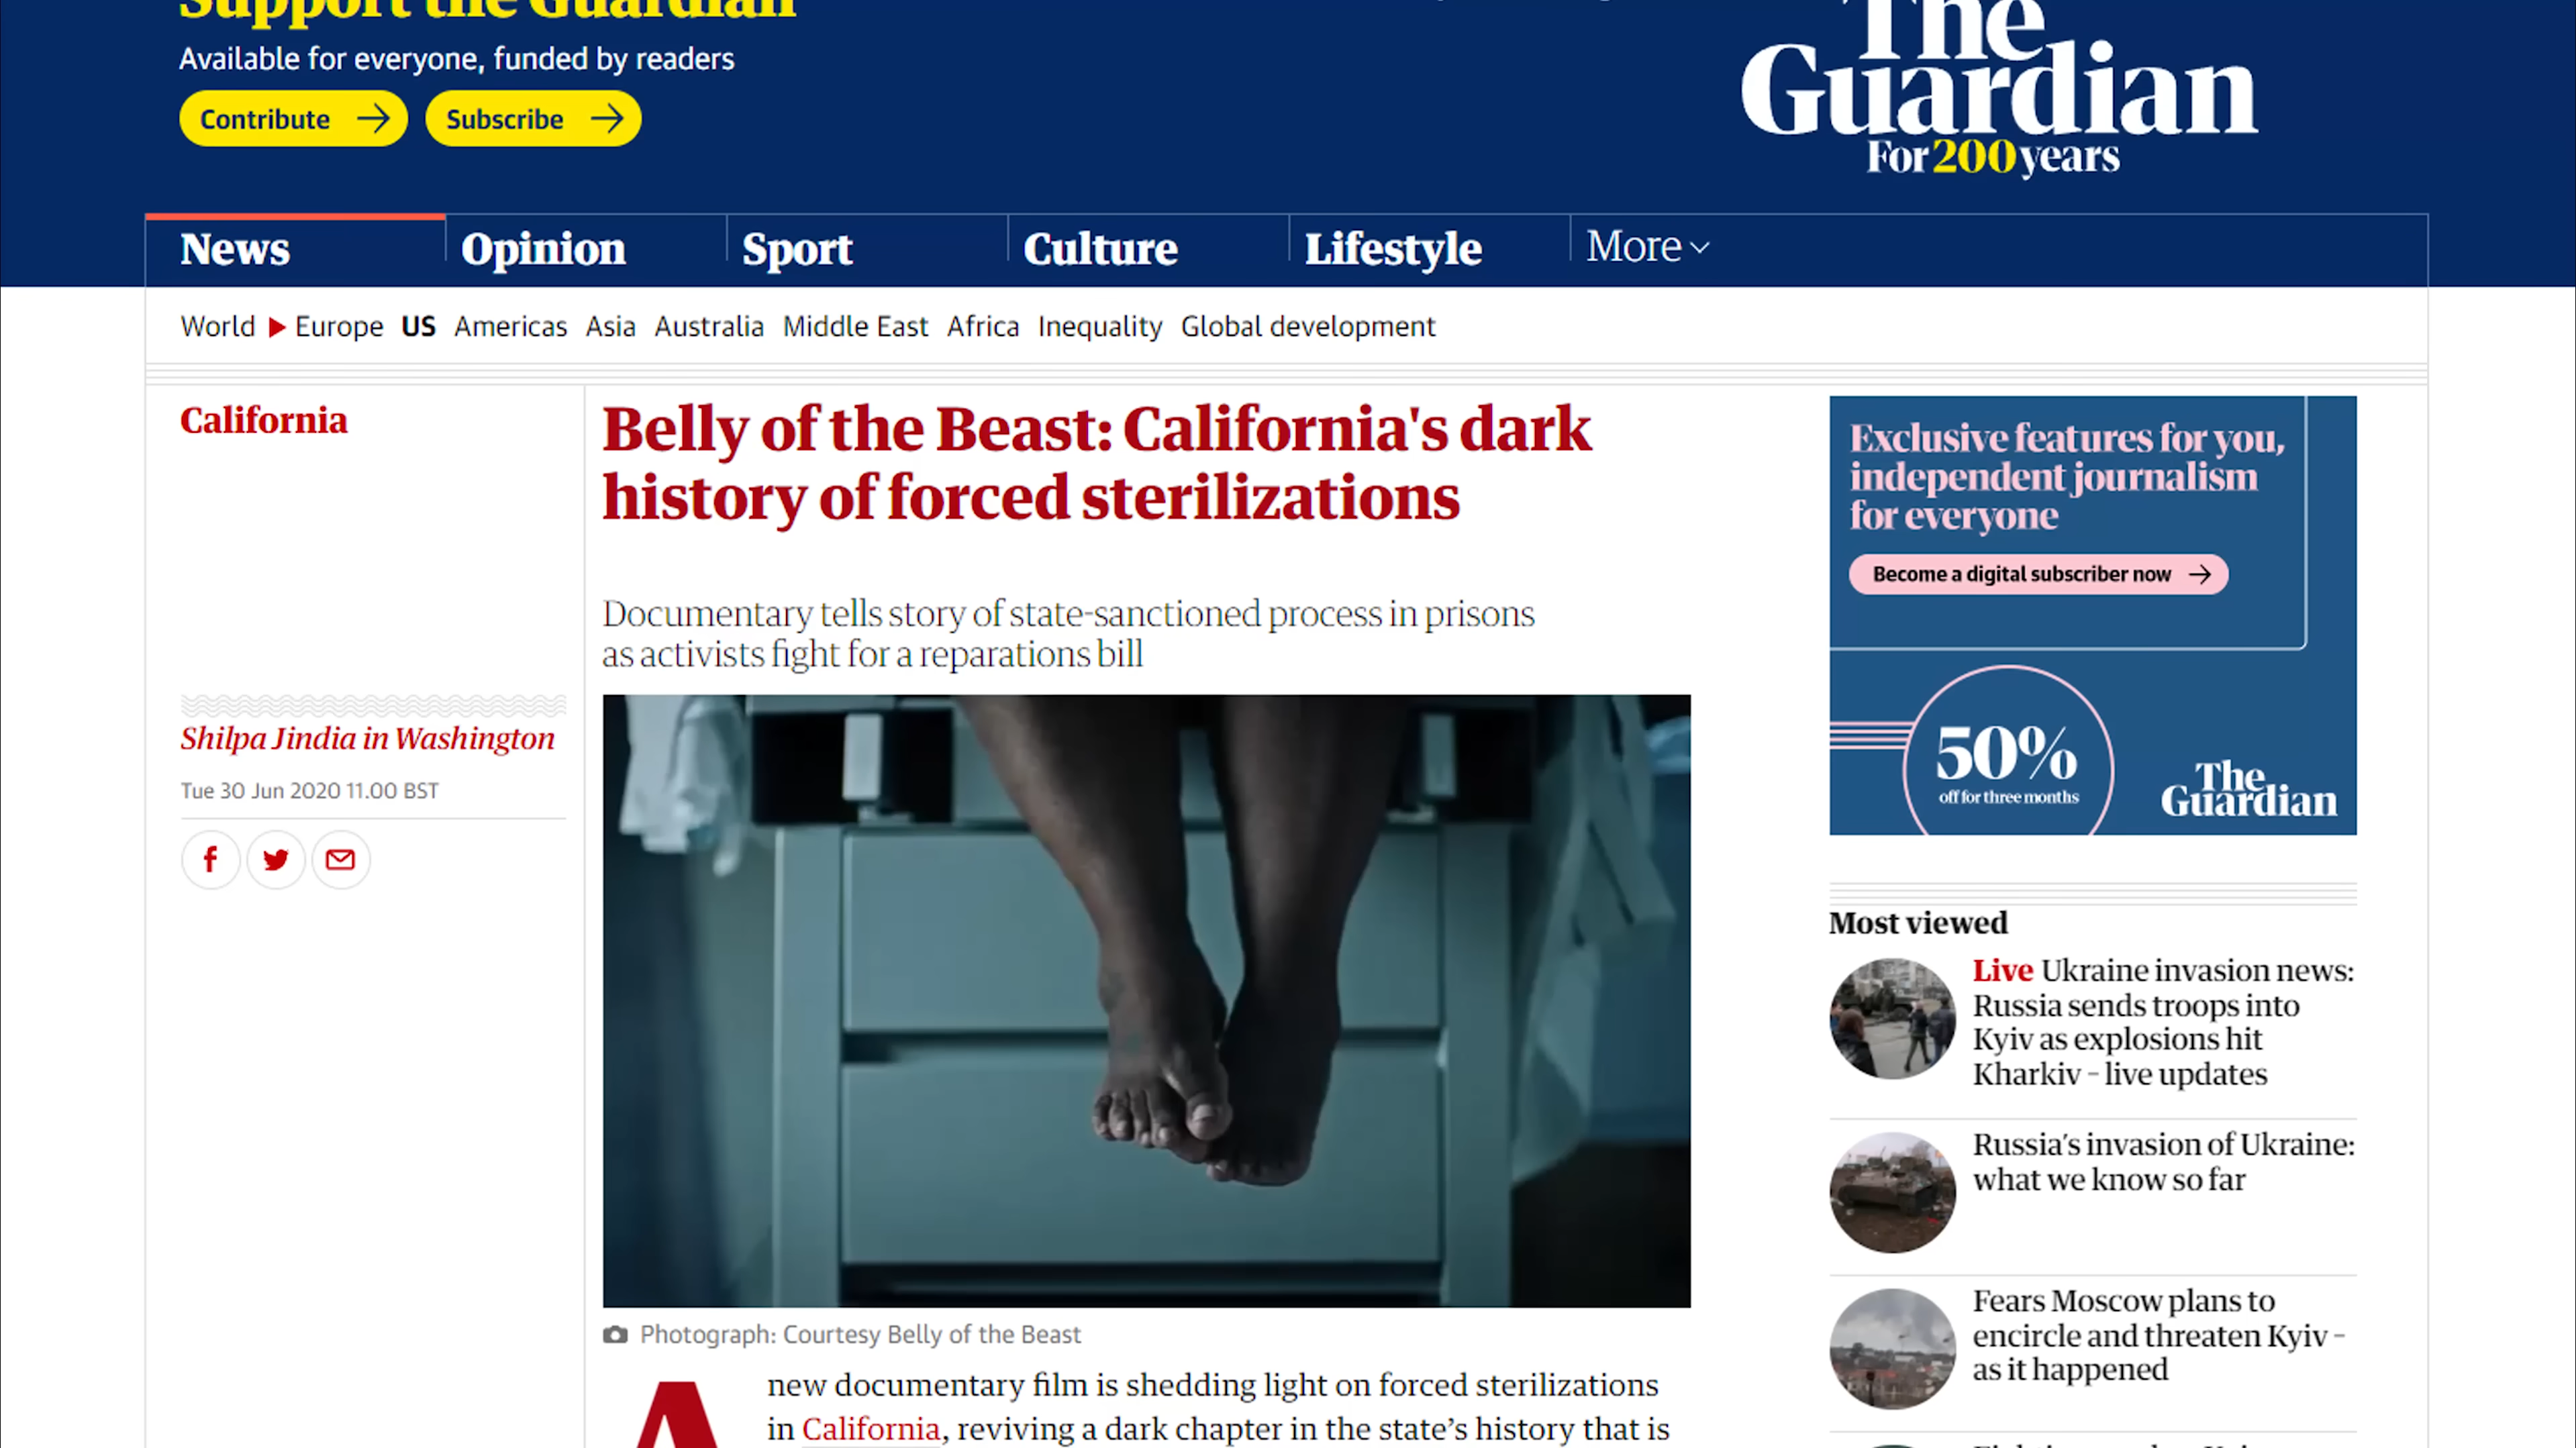 Support the Guardian
Available for everyone, funded by readers
Contribute
Subscribe
The
Guardian
For 200 years
News
Opinion
Sport
Culture
Lifestyle
More
World
Europe
US
Americas
Asia
Australia
Middle East
Africa
Inequality
Global development
California
Belly of the Beast: California's dark
history of forced sterilizations
Documentary tells story of state-sanctioned process in prisons
as activists fight for a reparations bill
Shilpa Jindia in Washington
Tue 30 Jun 2020 11.00 BST
Photograph: Courtesy Belly of the Beast
A new documentary film is shedding light on forced sterilizations
in California, reviving a dark chapter in the state's history that is
Exclusive features for you,
independent journalism
for everyone
Become a digital subscriber now
50%
off for three months
The
Guardian
Most viewed
Live Ukraine invasion news:
Russia sends troops into
Kyiv as explosions hit
Kharkiv – live updates
Russia's invasion of Ukraine:
what we know so far
Fears Moscow plans to
encircle and threaten Kyiv –
as it happened